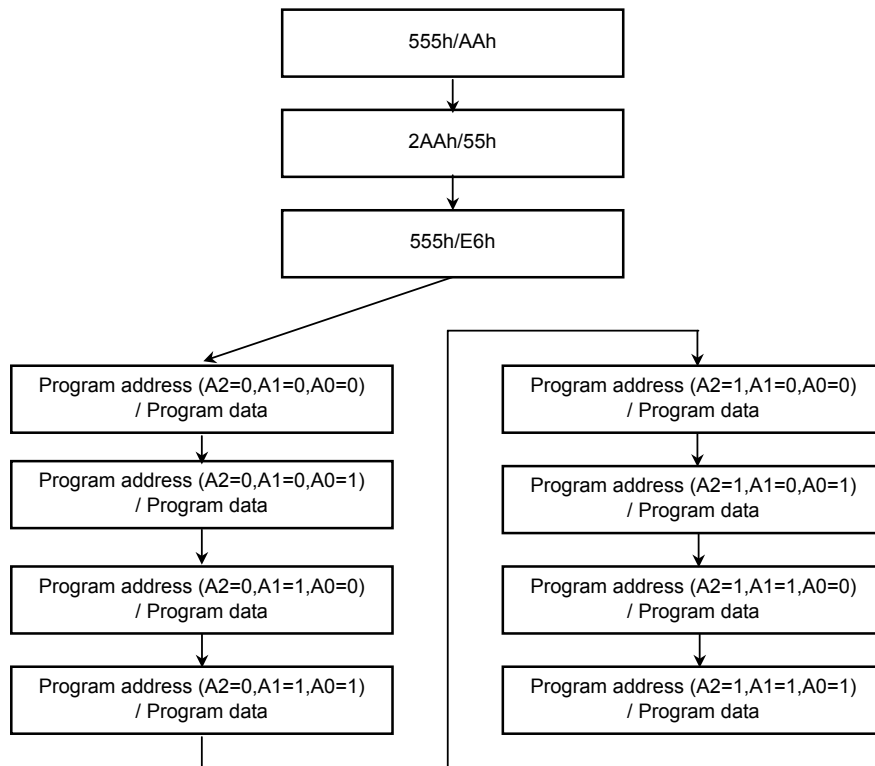 555h/AAh
2AAh/55h
555h/E6h
Program address (A2=0,A1=0,A0=0)
/ Program data
Program address (A2=0,A1=0,A0=1)
/ Program data
Program address (A2=0,A1=1,A0=0)
/ Program data
Program address (A2=0,A1=1,A0=1)
/ Program data
Program address (A2=1,A1=0,A0=0)
/ Program data
Program address (A2=1,A1=0,A0=1)
/ Program data
Program address (A2=1,A1=1,A0=0)
/ Program data
Program address (A2=1,A1=1,A0=1)
/ Program data